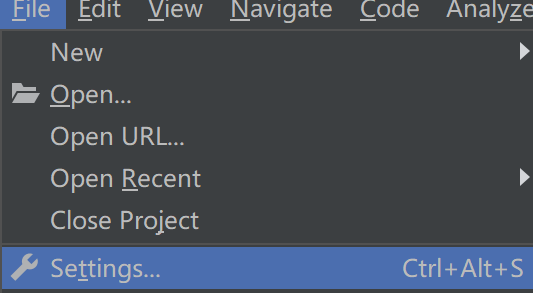 File Edit View Navigate Code Analyze
New
Open...
Open URL...
Open Recent
Close Project
Settings... Ctrl+Alt+S